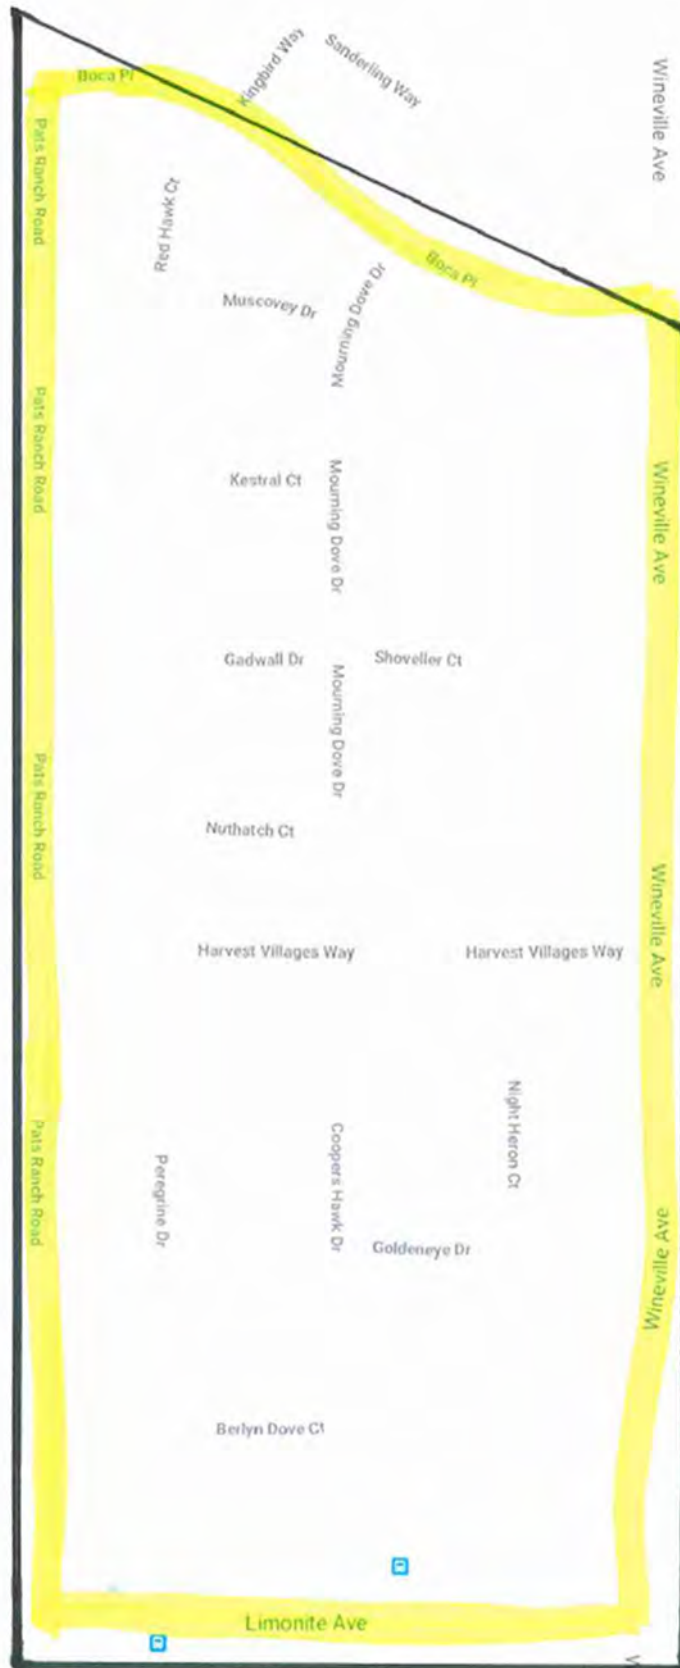 Kingbird Way
Sanderling Way
Boca Pl
Wineville Ave
Pats Ranch Road
Red Hawk Ct
Boca Pl
Muscovey Dr
Mourning Dove Dr
Pats Ranch Road
Kestral Ct
Mourning Dove Dr
Wineville Ave
Gadwall Dr
Shoveller Ct
Mourning Dove Dr
Pats Ranch Road
Nuthatch Ct
Wineville Ave
Harvest Villages Way
Harvest Villages Way
Night Heron Ct
Pats Ranch Road
Peregrine Dr
Coopers Hawk Dr
Goldeneye Dr
Wineville Ave
Berlyn Dove Ct
Limonite Ave